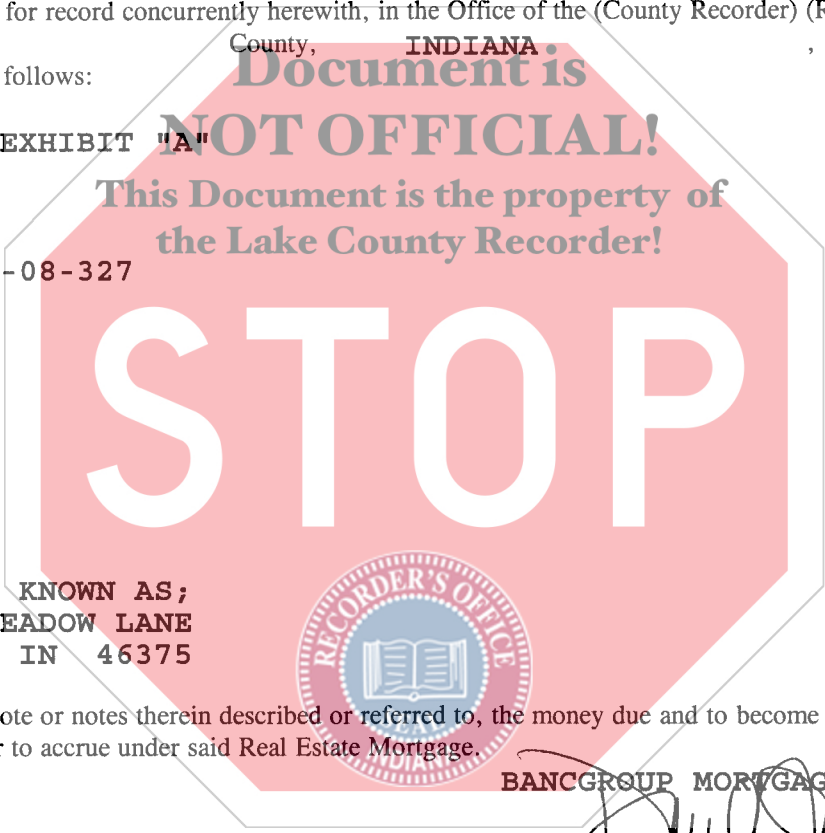 for record concurrently herewith, in the Office of the (County Recorder) (R
County, INDIANA ,
follows:
Document is
NOT OFFICIAL!
EXHIBIT "A"
This Document is the property of
the Lake County Recorder!
-08-327
STOP
KNOWN AS;
EADOW LANE
IN 46375
RECORDER'S OFFICE
SEAL
INDIANA
ote or notes therein described or referred to, the money due and to become
r to accrue under said Real Estate Mortgage.
BANCGROUP MORTGAG